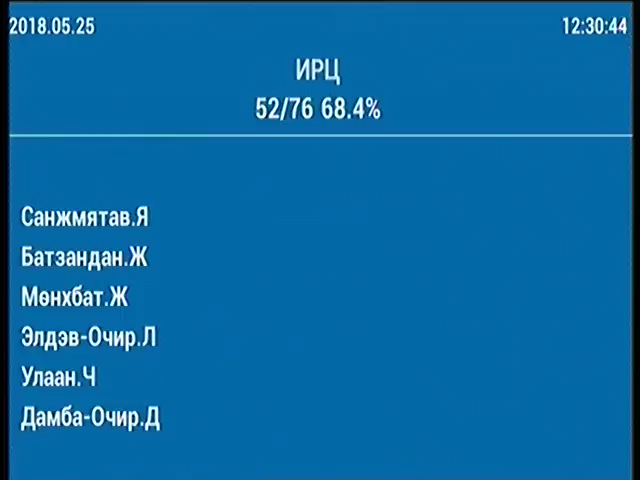 2018.05.25
12:30:44
ИРЦ
52/76 68.4%
Санжмятав.Я
Батзандан.Ж
Мөнхбат.Ж
Элдэв-Очир.Л
Улаан.Ч
Дамба-Очир.Д